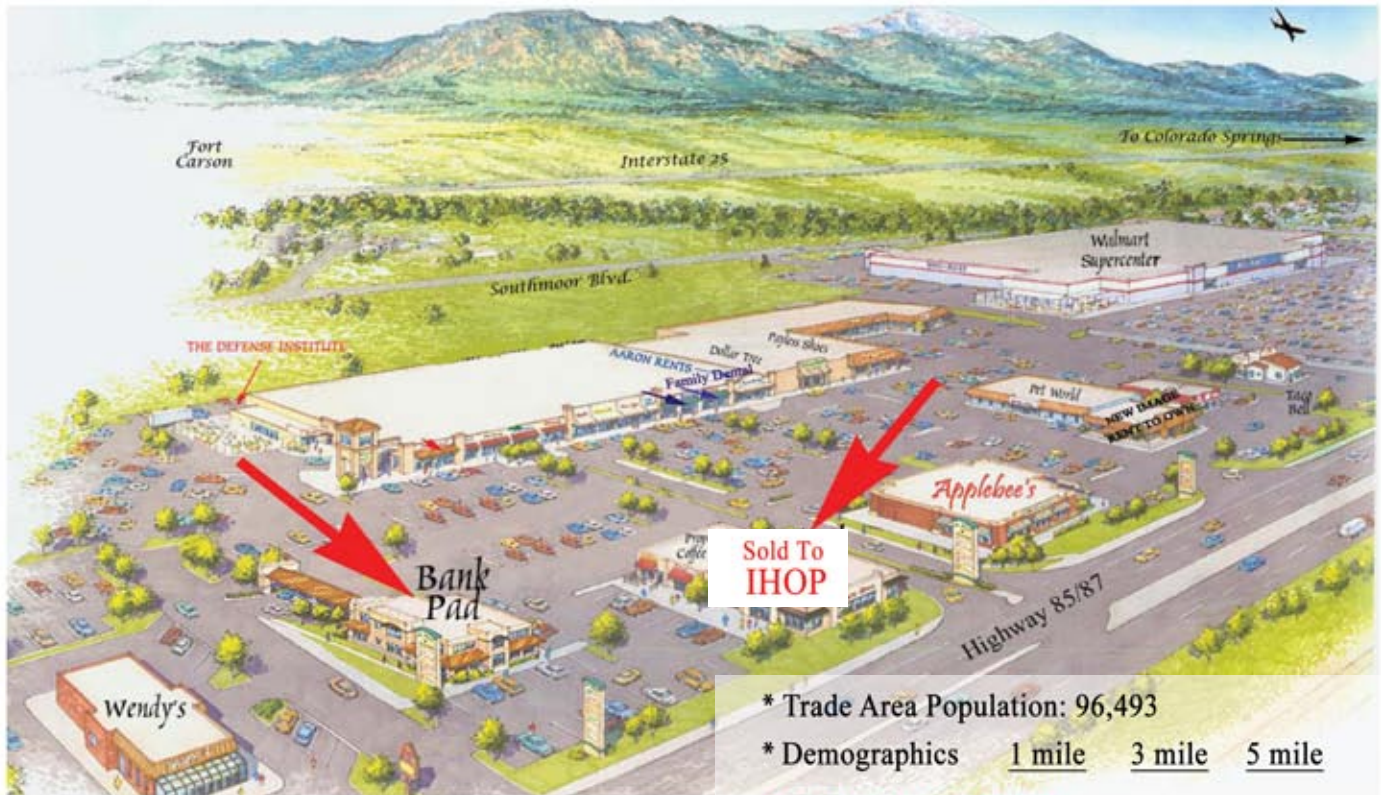 Fort
Carson
Interstate 25
To Colorado Springs
Southmoor Blvd.
Walmart
Supercenter
THE DEFENSE INSTITUTE
AARON RENTS
Family Dental
Dollar Tree
Payless Shoes
Pet World
NEW IMAGE
RENT TO OWN
Taco
Bell
Applebee's
Coffee
Sold To
IHOP
Bank
Pad
Highway 85/87
Wendy's
* Trade Area Population: 96,493
* Demographics 1 mile 3 mile 5 mile